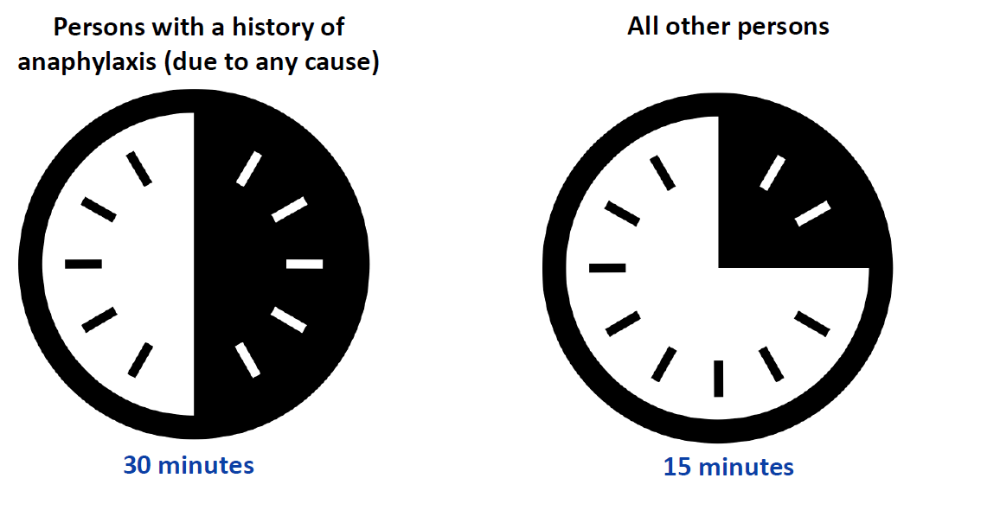 Persons with a history of
anaphylaxis (due to any cause)
30 minutes
All other persons
15 minutes